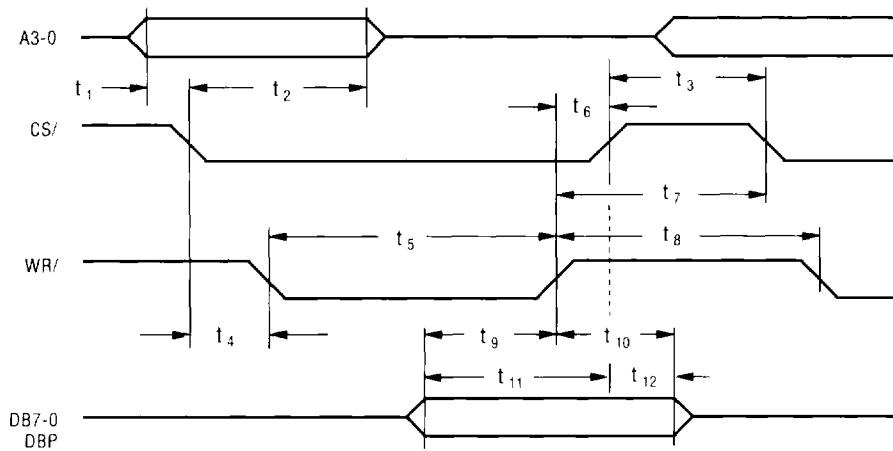 A3-0
t₁ t₂ t₃
t₆
CS/
t₇
t₅ t₈
WR/
t₄ t₉ t₁₀
t₁₁ t₁₂
DB7-0
DBP